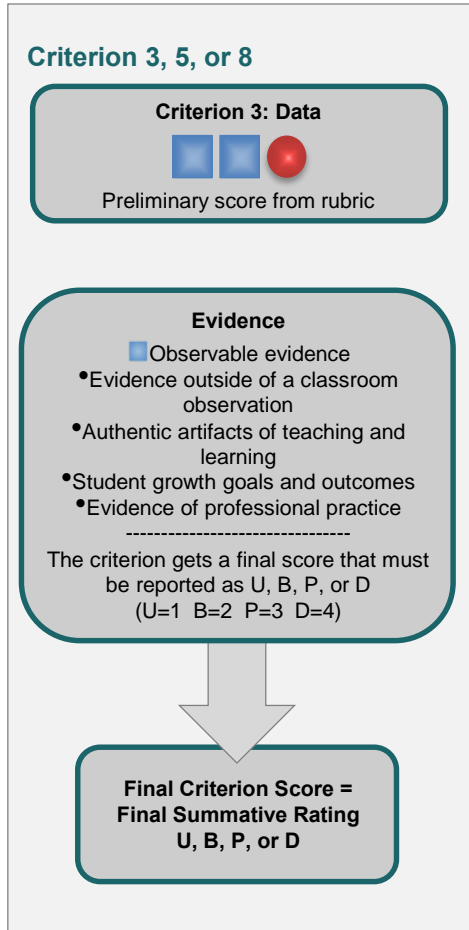 Criterion 3, 5, or 8
Criterion 3: Data
Preliminary score from rubric
Evidence
Observable evidence
•Evidence outside of a classroom
observation
•Authentic artifacts of teaching and
learning
•Student growth goals and outcomes
•Evidence of professional practice
--------------------------------
The criterion gets a final score that must
be reported as U, B, P, or D
(U=1 B=2 P=3 D=4)
Final Criterion Score =
Final Summative Rating
U, B, P, or D